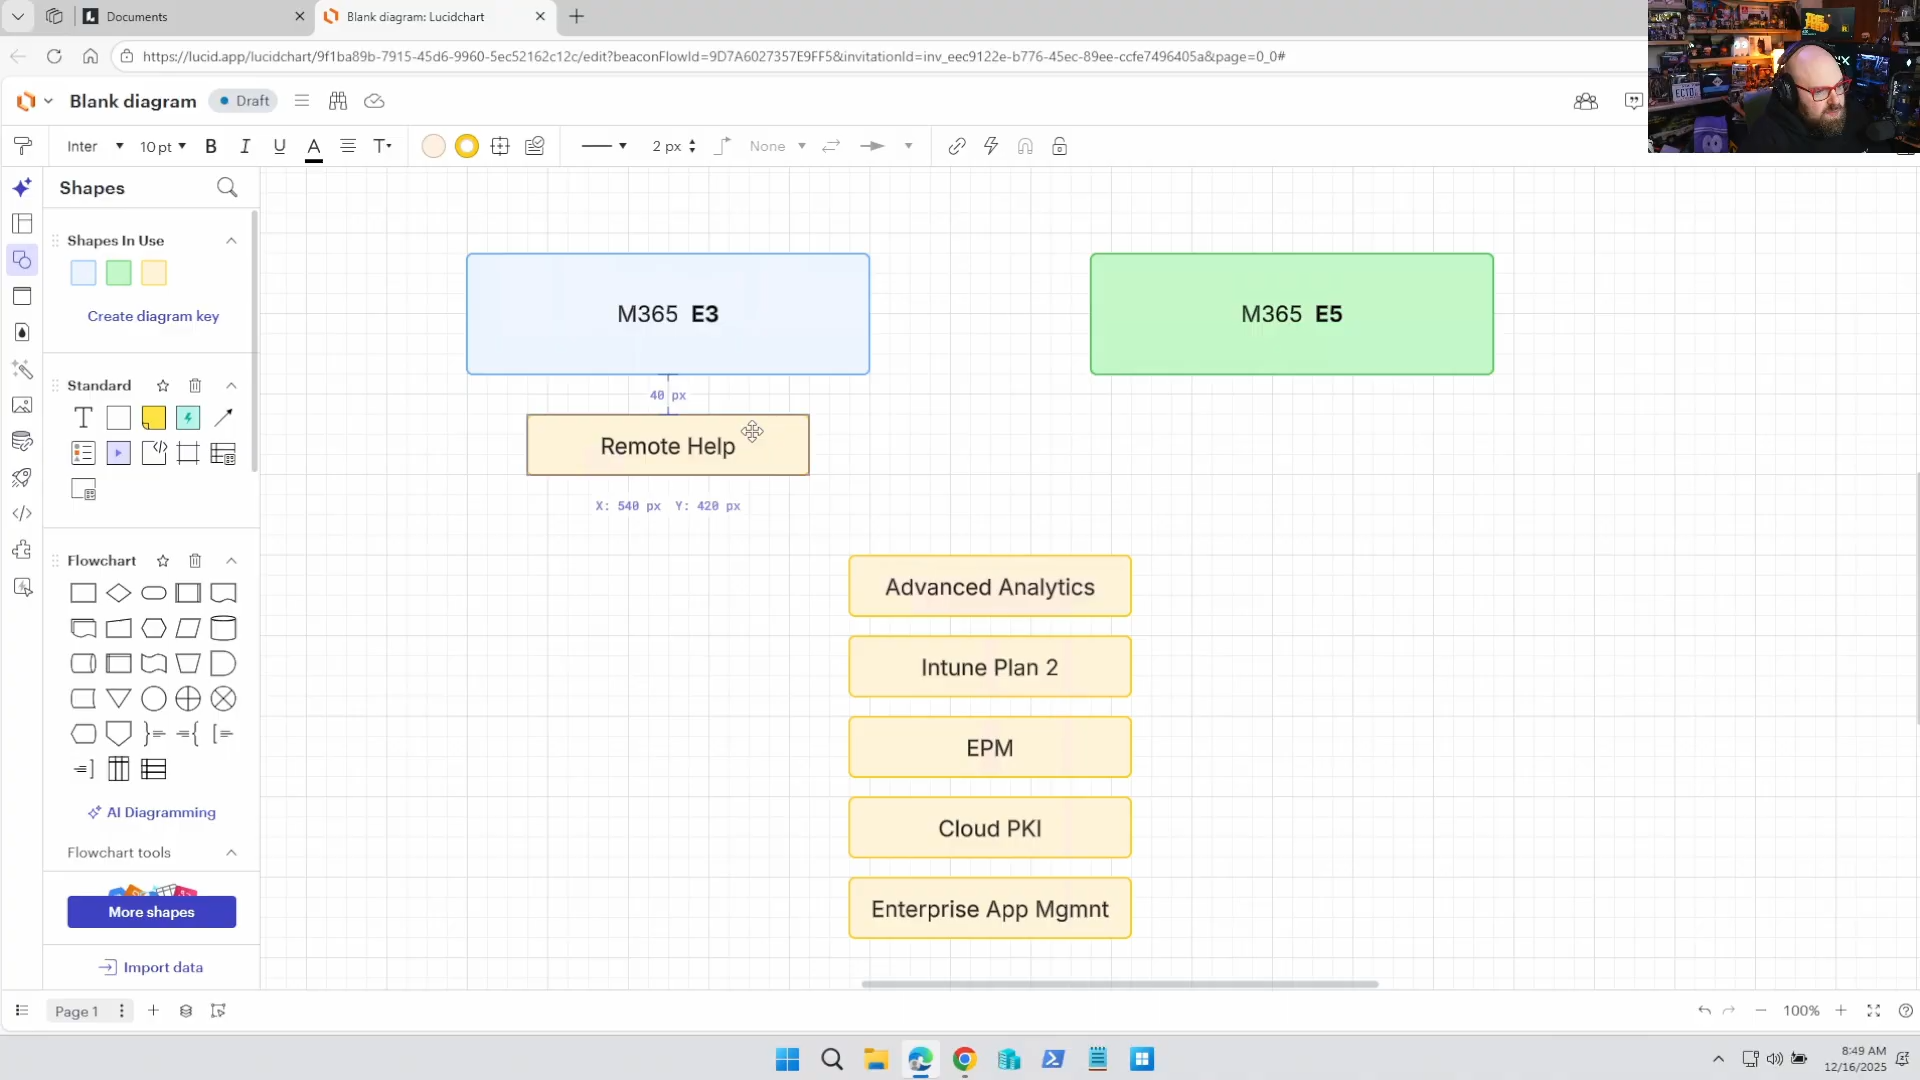 Documents
Blank diagram: Lucidchart
https://lucid.app/lucidchart/9f1ba89b-7915-45d6-9960-5ec52162c12c/edit?beaconFlowId=9D7A6027357E9FF5&invitationId=inv_eec9122e-b776-45ec-89ee-ccfe7496405a&page=0_0#
Blank diagram
Draft
Inter
10 pt
B I U A T
2 px
None
Shapes
Shapes In Use
Create diagram key
Standard
T
Flowchart
AI Diagramming
Flowchart tools
More shapes
Import data
M365 E3
M365 E5
40 px
Remote Help
X: 540 px Y: 420 px
Advanced Analytics
Intune Plan 2
EPM
Cloud PKI
Enterprise App Mgmnt
Page 1
100%
8:49 AM
12/16/2025